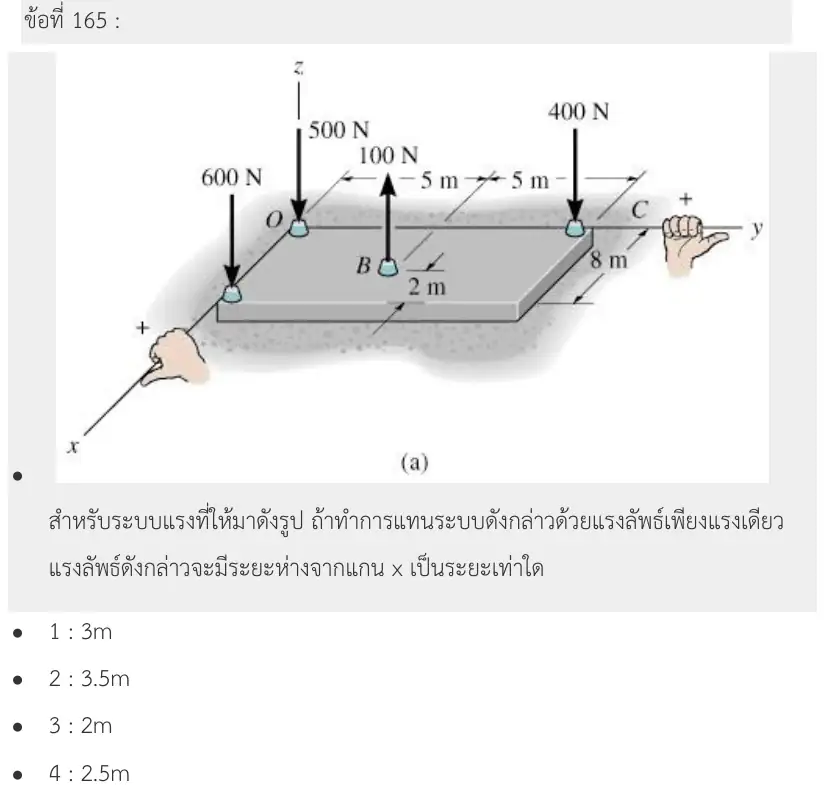 ข้อที่ 165 :
z
500 N
400 N
100 N
600 N
5 m
5 m
O
C
+
y
B
8 m
2 m
+
x
(a)
สำหรับระบบแรงที่ให้มาดังรูป ถ้าทำการแทนระบบดังกล่าวด้วยแรงลัพธ์เพียงแรงเดียว
แรงลัพธ์ดังกล่าวจะมีระยะห่างจากแกน x เป็นระยะเท่าใด
1 : 3m
2 : 3.5m
3 : 2m
4 : 2.5m